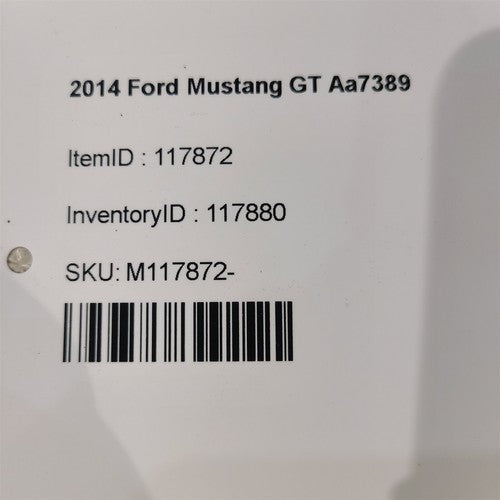 2014 Ford Mustang GT Aa7389
ItemID : 117872
InventoryID : 117880
SKU: M117872-